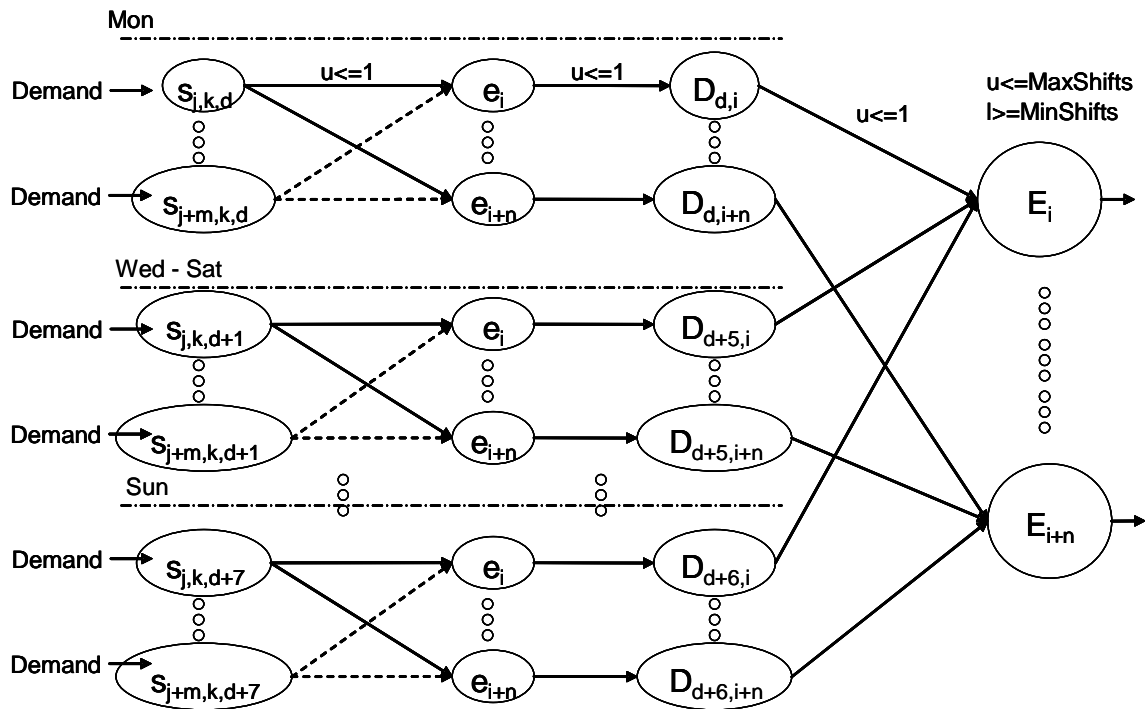 Mon
Demand
s_{j,k,d}
u<=1
e_i
u<=1
D_{d,i}
u<=1
u<=MaxShifts
l>=MinShifts
Demand
s_{j+m,k,d}
e_{i+n}
D_{d,i+n}
E_i
Wed - Sat
Demand
s_{j,k,d+1}
e_i
D_{d+5,i}
Demand
s_{j+m,k,d+1}
e_{i+n}
D_{d+5,i+n}
Sun
E_{i+n}
Demand
s_{j,k,d+7}
e_i
D_{d+6,i}
Demand
s_{j+m,k,d+7}
e_{i+n}
D_{d+6,i+n}